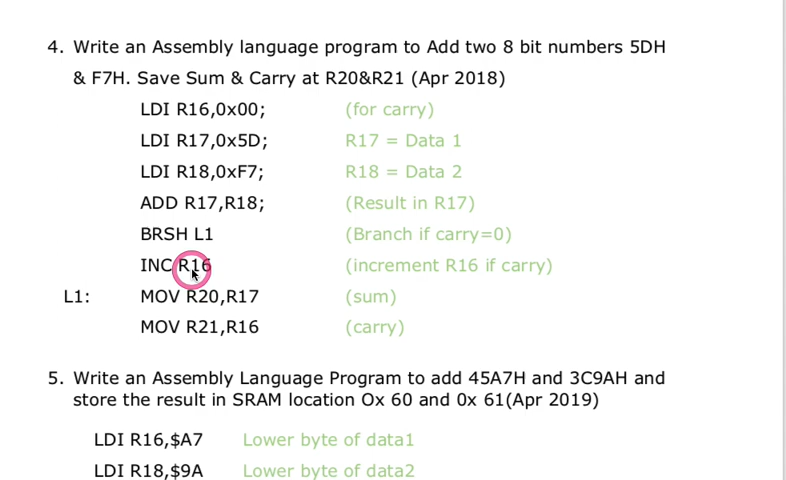 4. Write an Assembly language program to Add two 8 bit numbers 5DH
& F7H. Save Sum & Carry at R20&R21 (Apr 2018)
LDI R16,0x00; (for carry)
LDI R17,0x5D; R17 = Data 1
LDI R18,0xF7; R18 = Data 2
ADD R17,R18; (Result in R17)
BRSH L1 (Branch if carry=0)
INC R16 (increment R16 if carry)
L1: MOV R20,R17 (sum)
MOV R21,R16 (carry)
5. Write an Assembly Language Program to add 45A7H and 3C9AH and
store the result in SRAM location Ox 60 and 0x 61(Apr 2019)
LDI R16,$A7 Lower byte of data1
LDI R18,$9A Lower byte of data2